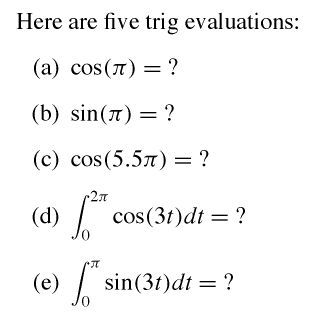 Here are five trig evaluations:
(a) cos(π) = ?
(b) sin(π) = ?
(c) cos(5.5π) = ?
(d) ∫₀^{2π} cos(3t)dt = ?
(e) ∫₀^{π} sin(3t)dt = ?